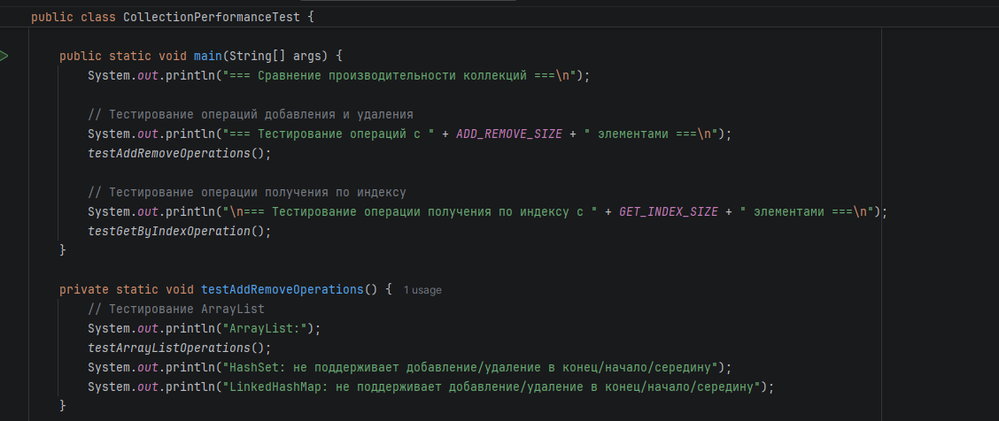 public class CollectionPerformanceTest {
public static void main(String[] args) {
System.out.println("=== Сравнение производительности коллекций ===\n");
// Тестирование операций добавления и удаления
System.out.println("=== Тестирование операций с " + ADD_REMOVE_SIZE + " элементами ===\n");
testAddRemoveOperations();
// Тестирование операции получения по индексу
System.out.println("\n=== Тестирование операции получения по индексу с " + GET_INDEX_SIZE + " элементами ===\n");
testGetByIndexOperation();
}
private static void testAddRemoveOperations() { 1 usage
// Тестирование ArrayList
System.out.println("ArrayList:");
testArrayListOperations();
System.out.println("HashSet: не поддерживает добавление/удаление в конец/начало/середину");
System.out.println("LinkedHashMap: не поддерживает добавление/удаление в конец/начало/середину");
}